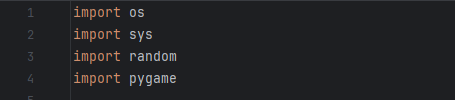 1 import os
2 import sys
3 import random
4 import pygame
5